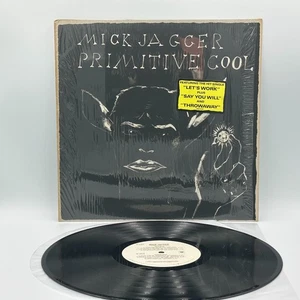 MICK JAGGER
PRIMITIVE COOL
FEATURING THE HIT SINGLE
"LET'S WORK"
PLUS
"SAY YOU WILL"
AND
"THROWAWAY"